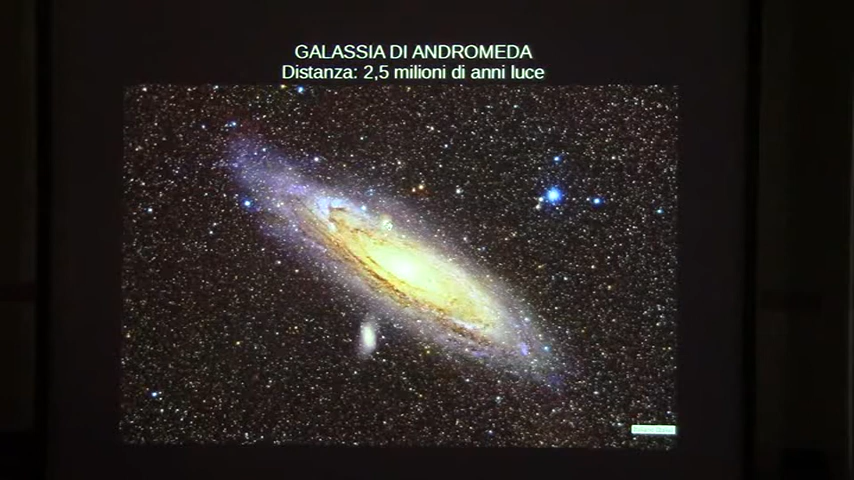 GALASSIA DI ANDROMEDA
Distanza: 2,5 milioni di anni luce